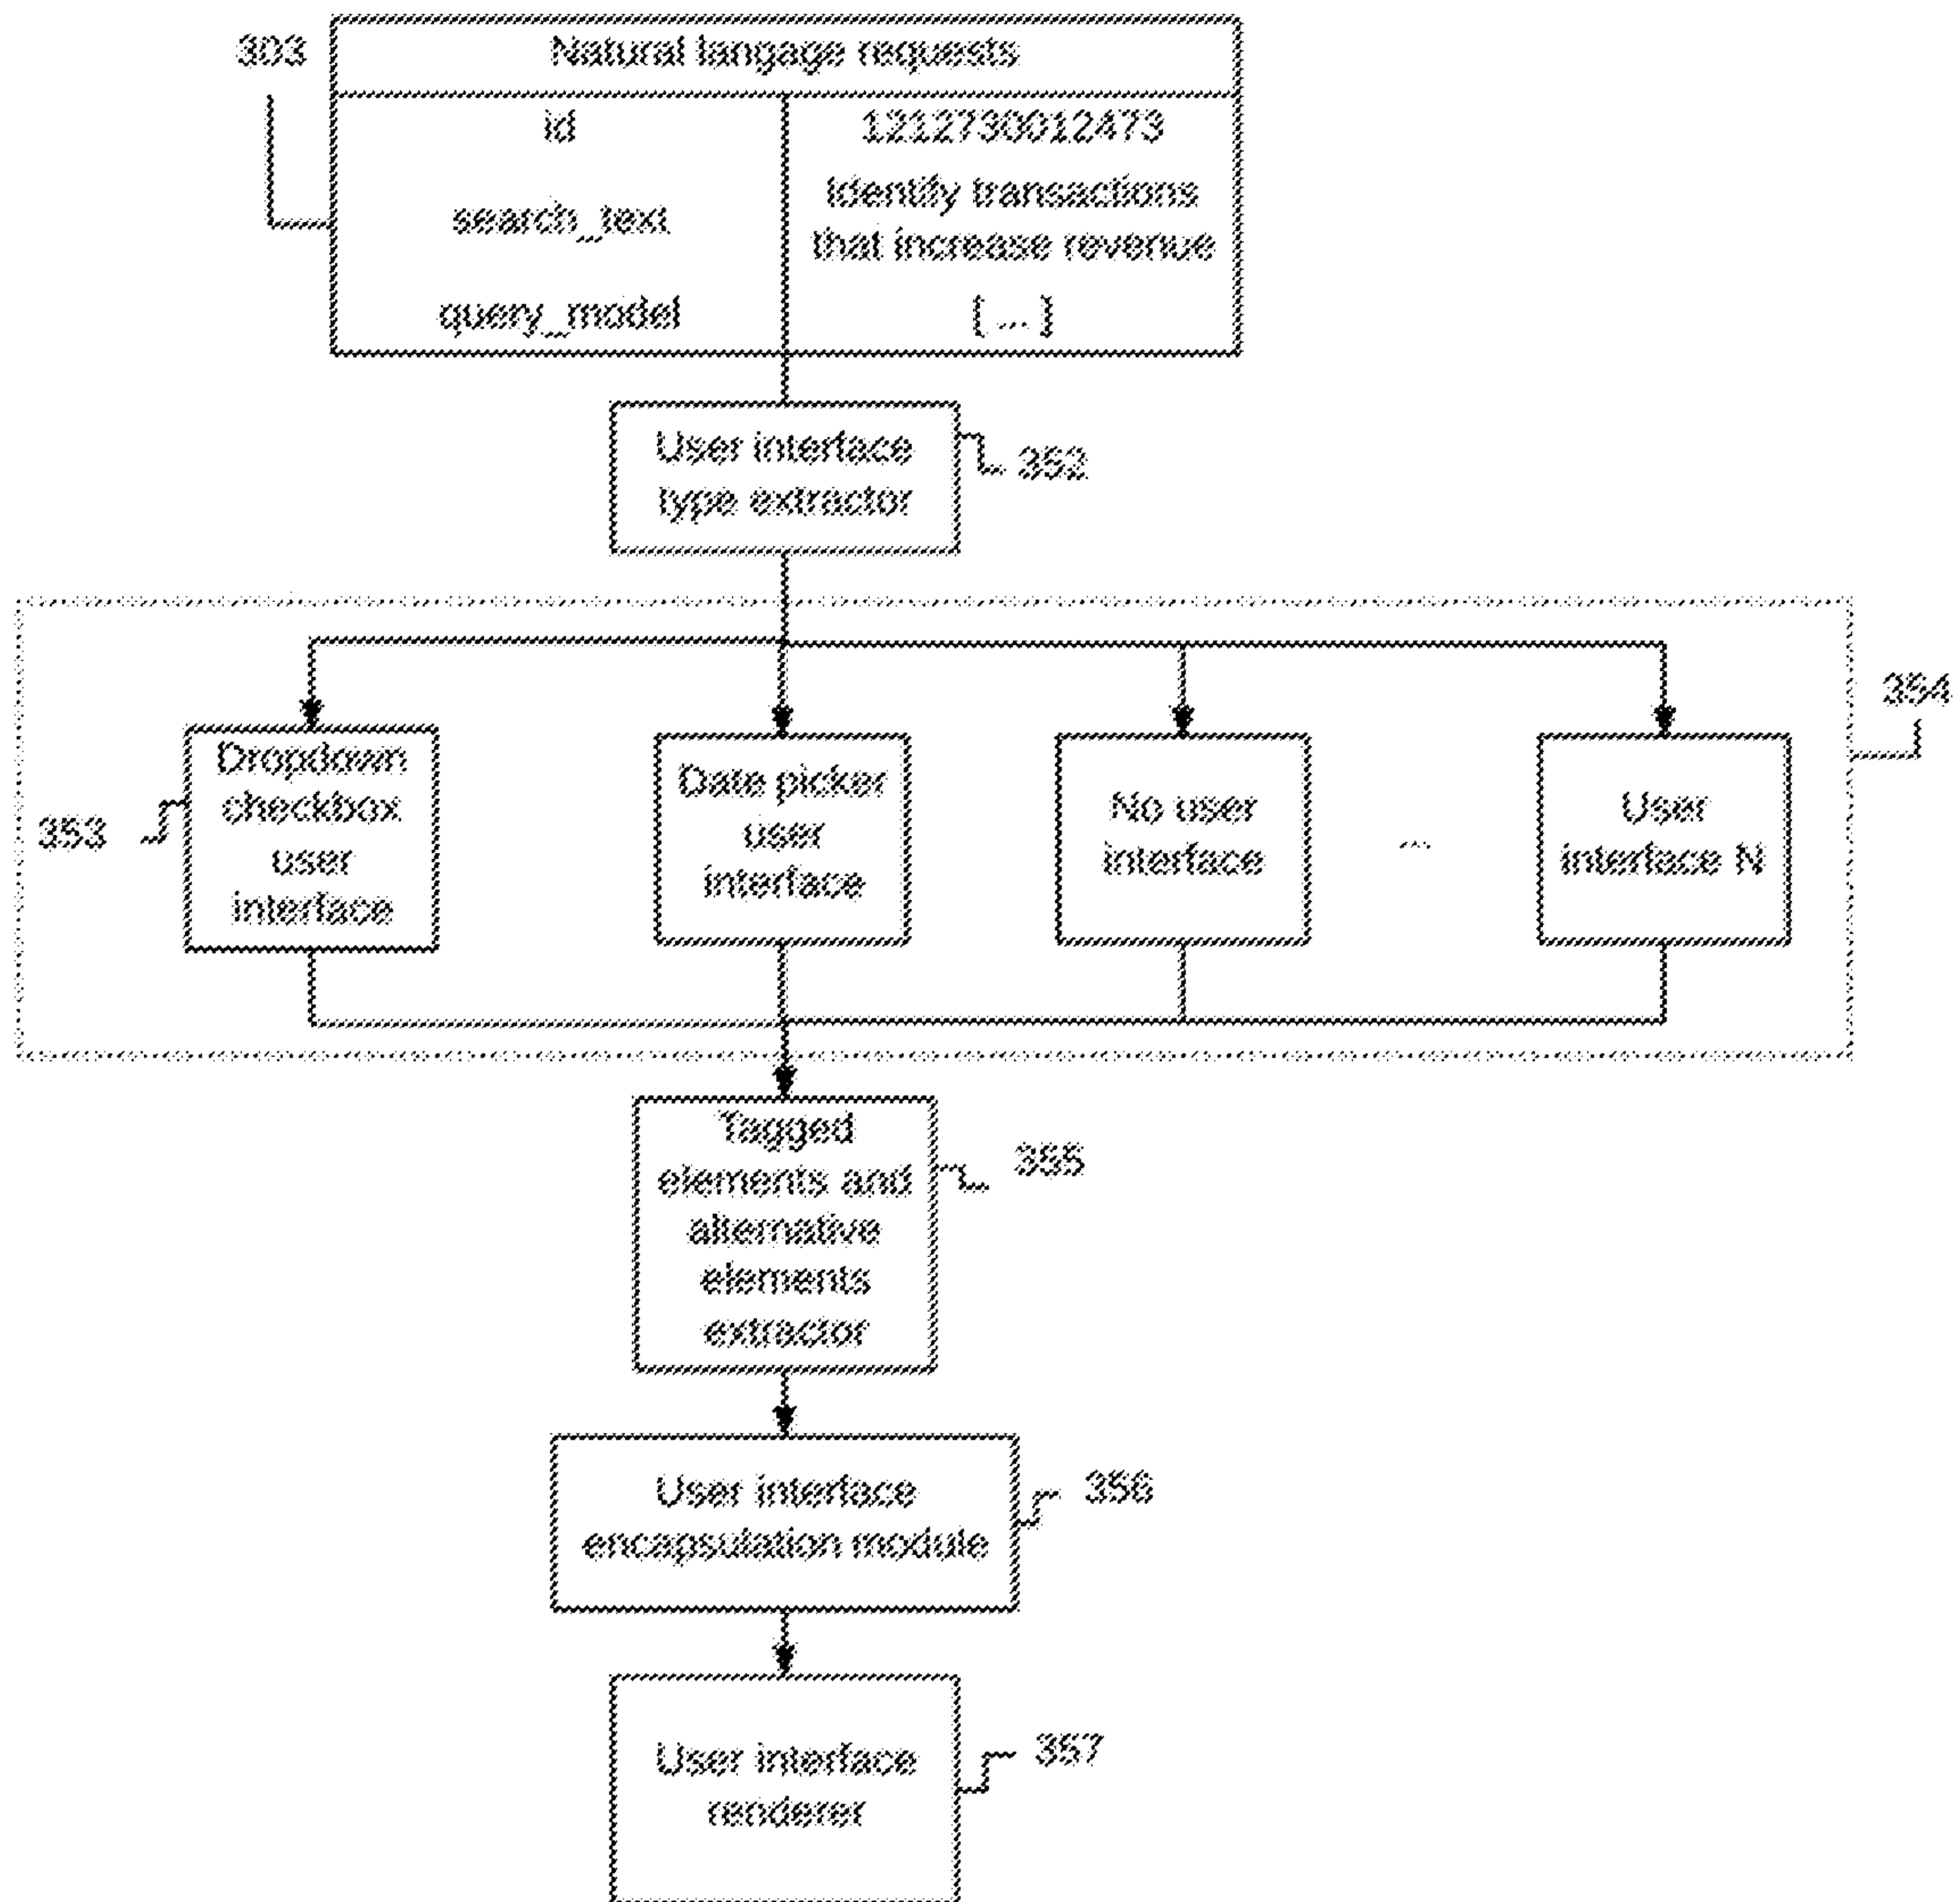 303
Natural langage requests
id
1212730012473
search_text
Identify transactions
that increase revenue
query_model
[ ... ]
User interface
type extractor
352
354
353
Dropdown
checkbox
user
interface
Date picker
user
interface
No user
interface
...
User
interface N
Tagged
elements and
alternative
elements
extractor
355
User interface
encapsulation module
356
User interface
renderer
357